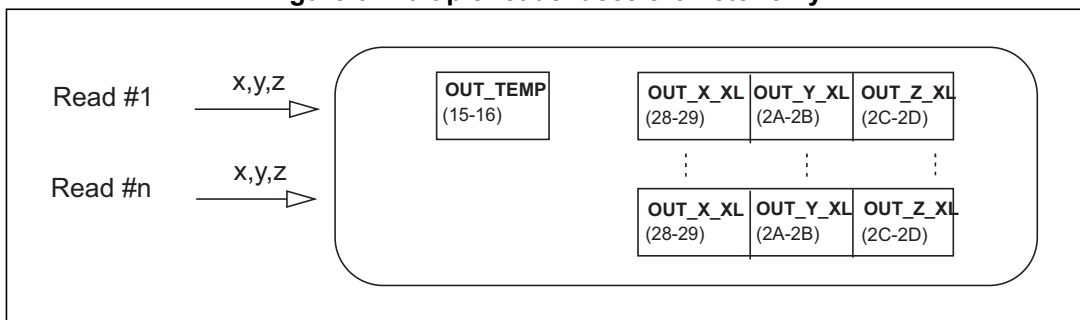 Read #1
x,y,z
OUT_TEMP
(15-16)
OUT_X_XL OUT_Y_XL OUT_Z_XL
(28-29) (2A-2B) (2C-2D)
Read #n
x,y,z
OUT_X_XL OUT_Y_XL OUT_Z_XL
(28-29) (2A-2B) (2C-2D)